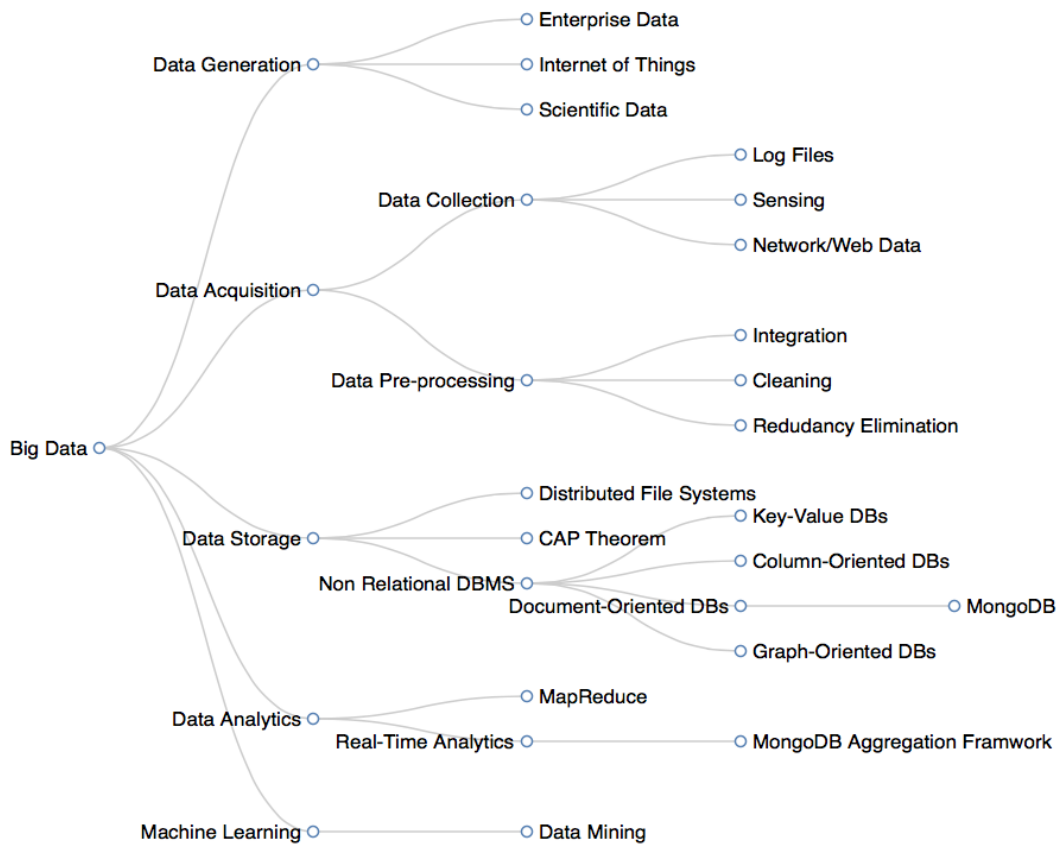 Enterprise Data
Data Generation
Internet of Things
Scientific Data
Log Files
Data Collection
Sensing
Network/Web Data
Data Acquisition
Integration
Data Pre-processing
Cleaning
Redudancy Elimination
Big Data
Distributed File Systems
Key-Value DBs
Data Storage
CAP Theorem
Column-Oriented DBs
Non Relational DBMS
Document-Oriented DBs
MongoDB
Graph-Oriented DBs
MapReduce
Data Analytics
Real-Time Analytics
MongoDB Aggregation Framwork
Machine Learning
Data Mining